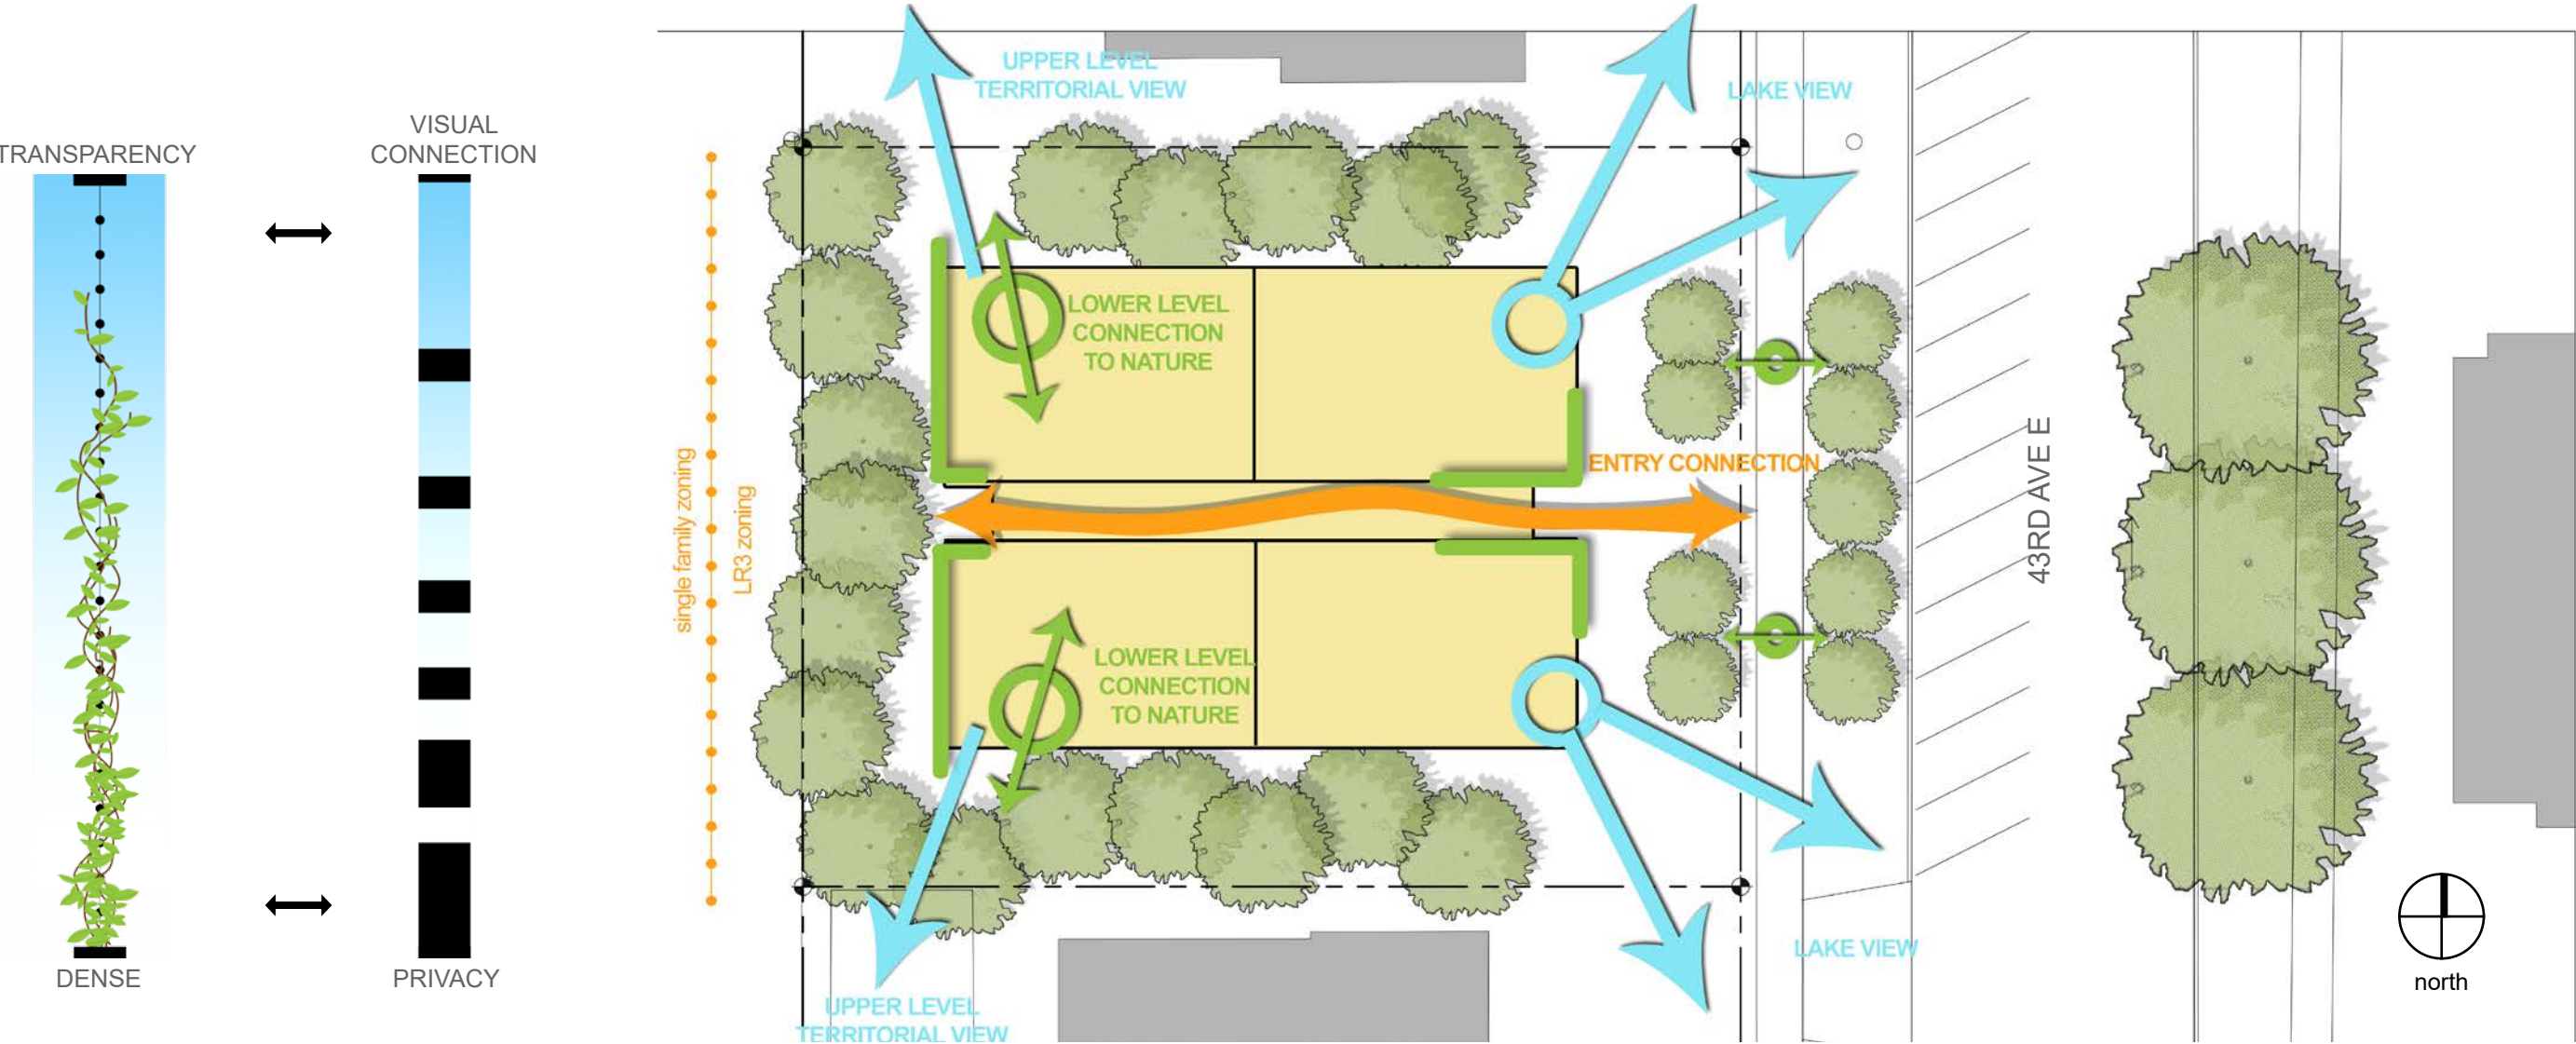 TRANSPARENCY
DENSE
VISUAL
CONNECTION
PRIVACY
single family zoning
LR3 zoning
UPPER LEVEL
TERRITORIAL VIEW
LAKE VIEW
LOWER LEVEL
CONNECTION
TO NATURE
ENTRY CONNECTION
LOWER LEVEL
CONNECTION
TO NATURE
UPPER LEVEL
TERRITORIAL VIEW
LAKE VIEW
43RD AVE E
north